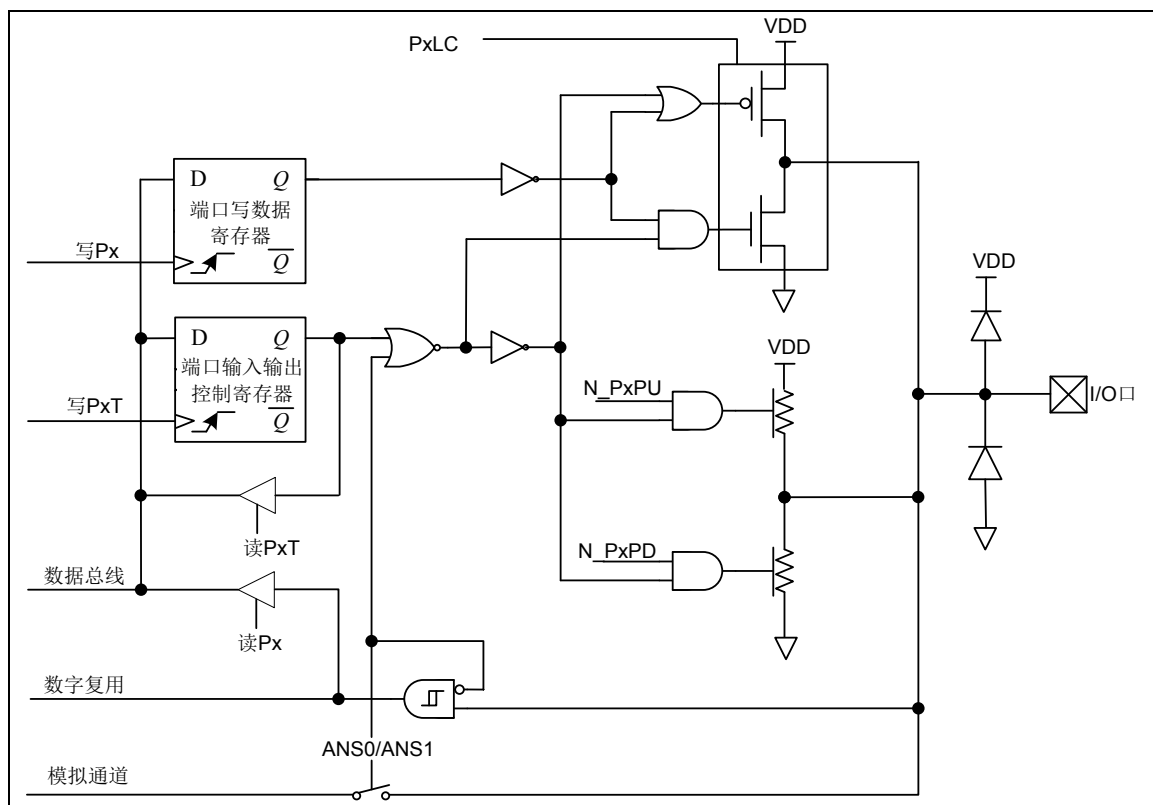 VDD
PxLC
D Q
端口写数据
寄存器
Q
写Px
VDD
D Q
端口输入输出
控制寄存器
Q
写PxT
VDD
N_PxPU
I/O口
读PxT
N_PxPD
数据总线
读Px
数字复用
ANS0/ANS1
模拟通道